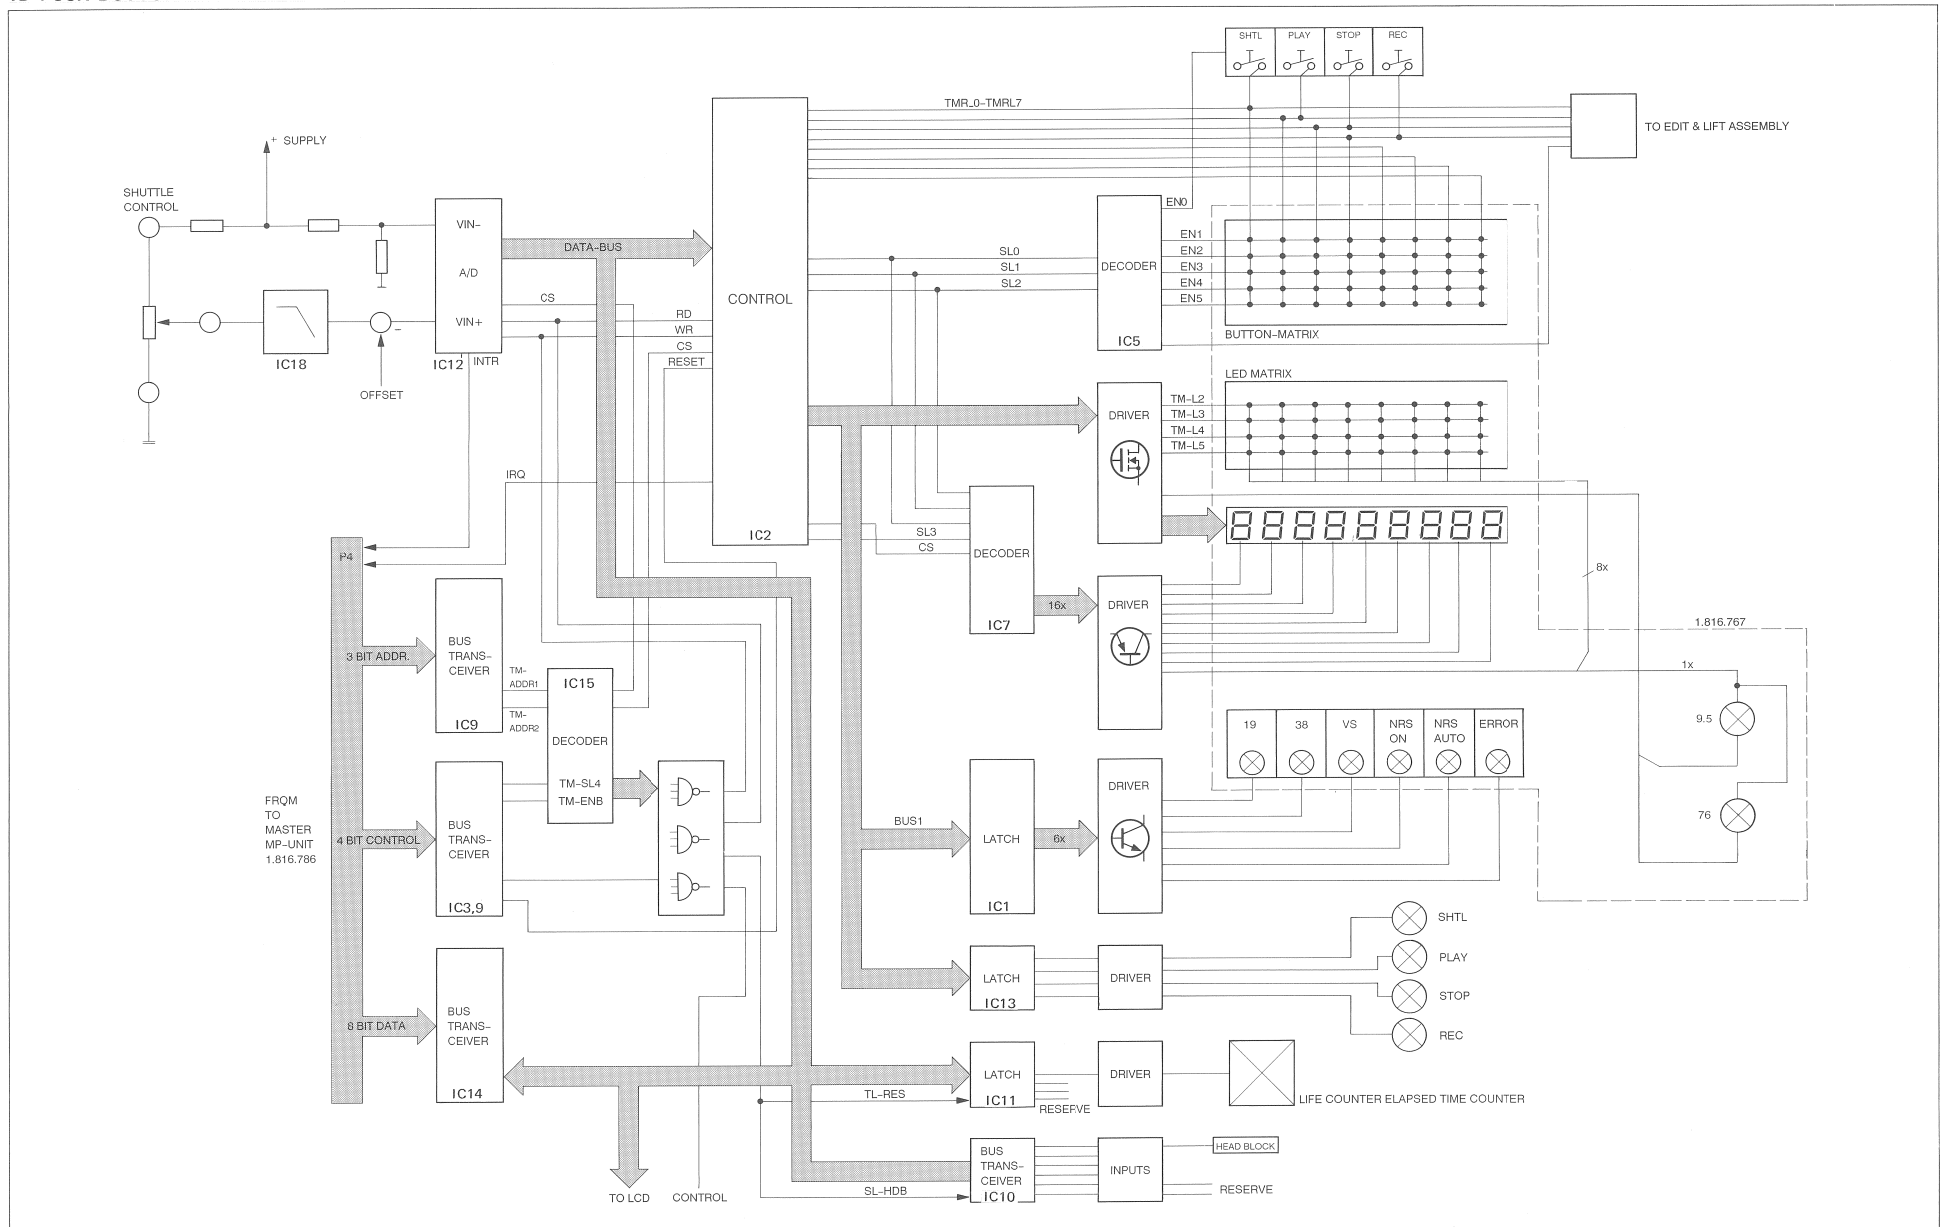 SHTL PLAY STOP REC
TMR_0-TMRL7
TO EDIT & LIFT ASSEMBLY
+ SUPPLY
SHUTTLE
CONTROL
VIN-
A/D
VIN+
IC12
INTR
IC18
OFFSET
-
DATA-BUS
CS
RD
WR
CS
RESET
CONTROL
IC2
IRQ
SL0
SL1
SL2
SL3
CS
EN0
EN1
EN2
EN3
EN4
EN5
DECODER
IC5
BUTTON-MATRIX
LED MATRIX
DRIVER
TM-L2
TM-L3
TM-L4
TM-L5
888888888
DECODER
IC7
16x
DRIVER
8x
1.816.767
1x
9.5
76
P4
BUS
TRANS-
CEIVER
IC9
3 BIT ADDR.
TM-
ADDR1
TM-
ADDR2
IC15
DECODER
TM-SL4
TM-ENB
FROM
TO
MASTER
MP-UNIT
1.816.786
4 BIT CONTROL
BUS
TRANS-
CEIVER
IC3,9
8 BIT DATA
BUS
TRANS-
CEIVER
IC14
19 38 VS NRS ON NRS AUTO ERROR
BUS1
LATCH
IC1
6x
DRIVER
LATCH
IC13
DRIVER
SHTL
PLAY
STOP
REC
LATCH
IC11
RESERVE
DRIVER
LIFE COUNTER ELAPSED TIME COUNTER
TL-RES
BUS
TRANS-
CEIVER
IC10
INPUTS
HEAD BLOCK
RESERVE
SL-HDB
TO LCD
CONTROL